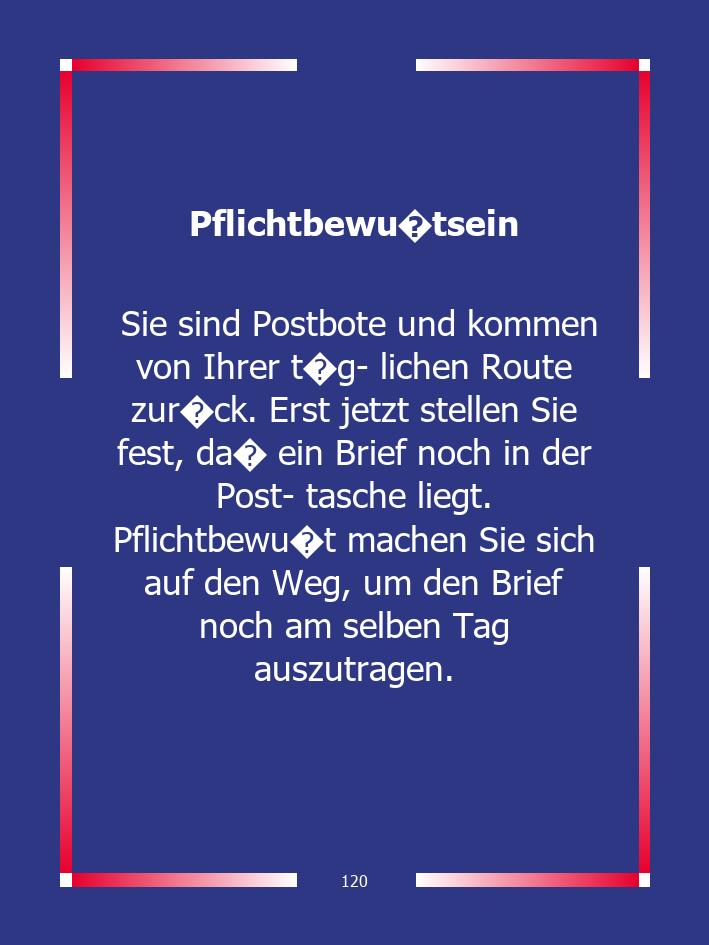 Pflichtbewu�tsein
Sie sind Postbote und kommen
von Ihrer t�g- lichen Route
zur�ck. Erst jetzt stellen Sie
fest, da� ein Brief noch in der
Post- tasche liegt.
Pflichtbewu�t machen Sie sich
auf den Weg, um den Brief
noch am selben Tag
auszutragen.
120